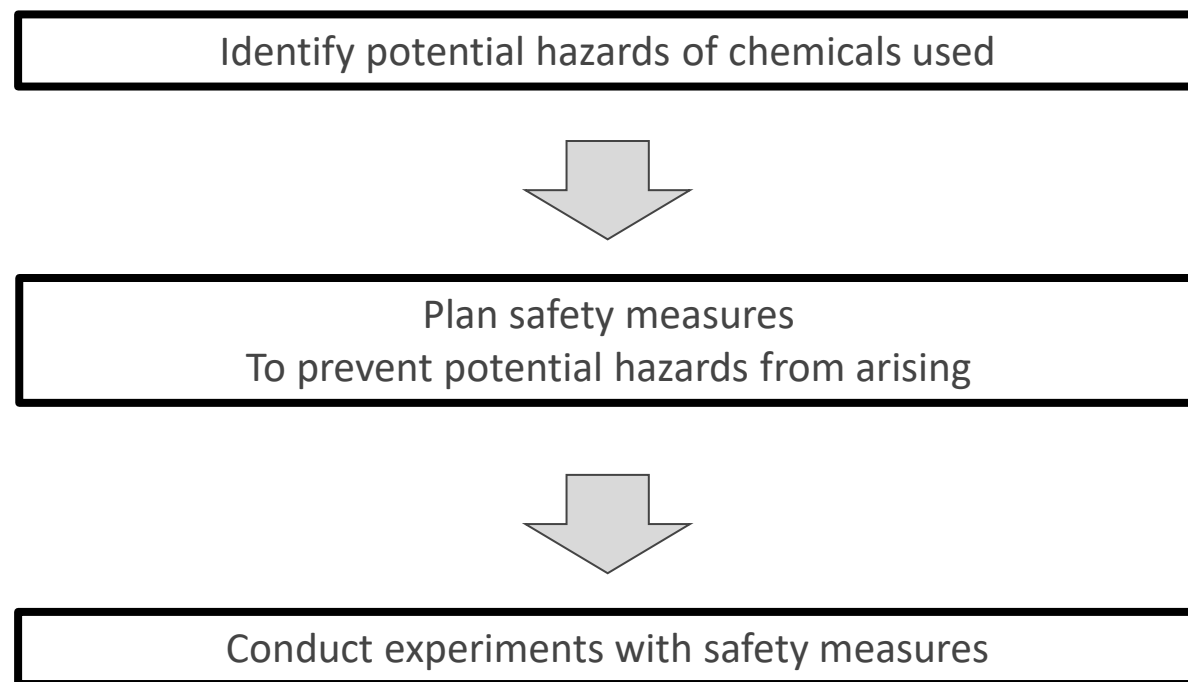 Identify potential hazards of chemicals used
Plan safety measures
To prevent potential hazards from arising
Conduct experiments with safety measures